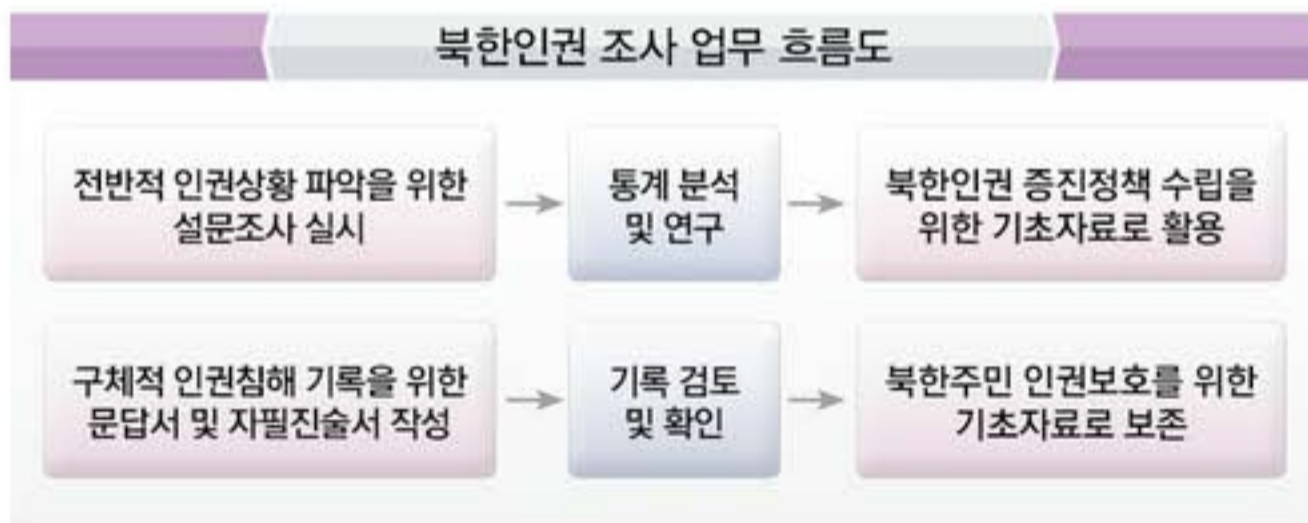 북한인권 조사 업무 흐름도
전반적 인권상황 파악을 위한
설문조사 실시
통계 분석
및 연구
북한인권 증진정책 수립을
위한 기초자료로 활용
구체적 인권침해 기록을 위한
문답서 및 자필진술서 작성
기록 검토
및 확인
북한주민 인권보호를 위한
기초자료로 보존